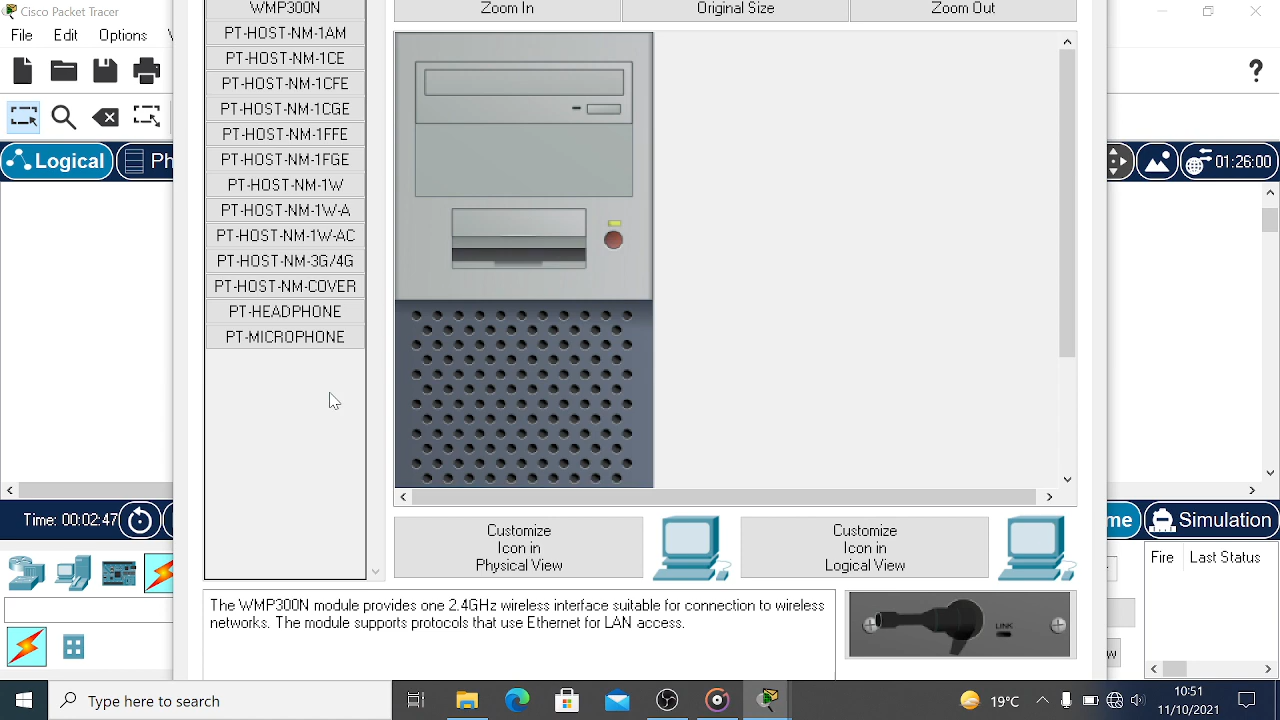 Cisco Packet Tracer
File Edit Options
Logical
Ph
01:26:00
WMP300N
PT-HOST-NM-1AM
PT-HOST-NM-1CE
PT-HOST-NM-1CFE
PT-HOST-NM-1CGE
PT-HOST-NM-1FFE
PT-HOST-NM-1FGE
PT-HOST-NM-1W
PT-HOST-NM-1W-A
PT-HOST-NM-1W-AC
PT-HOST-NM-3G/4G
PT-HOST-NM-COVER
PT-HEADPHONE
PT-MICROPHONE
Zoom In Original Size Zoom Out
Customize
Icon in
Physical View
Customize
Icon in
Logical View
The WMP300N module provides one 2.4GHz wireless interface suitable for connection to wireless
networks. The module supports protocols that use Ethernet for LAN access.
LINK
Time: 00:02:47
me
Simulation
Fire Last Status
w
Type here to search
19°C
10:51
11/10/2021